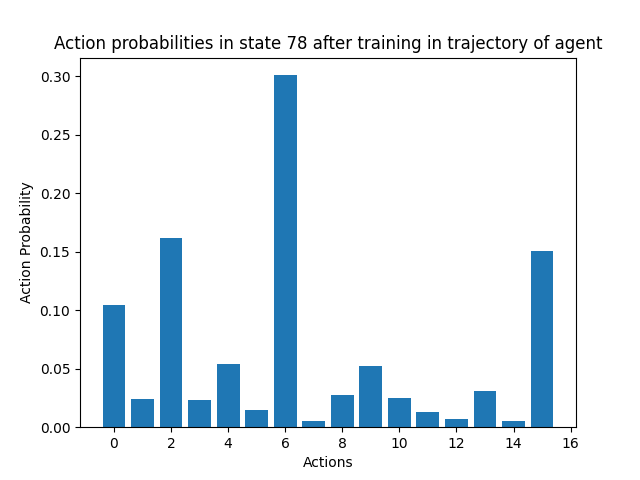 Action probabilities in state 78 after training in trajectory of agent
0.30
0.25
0.20
0.15
0.10
0.05
0.00
Action Probability
0 2 4 6 8 10 12 14 16
Actions